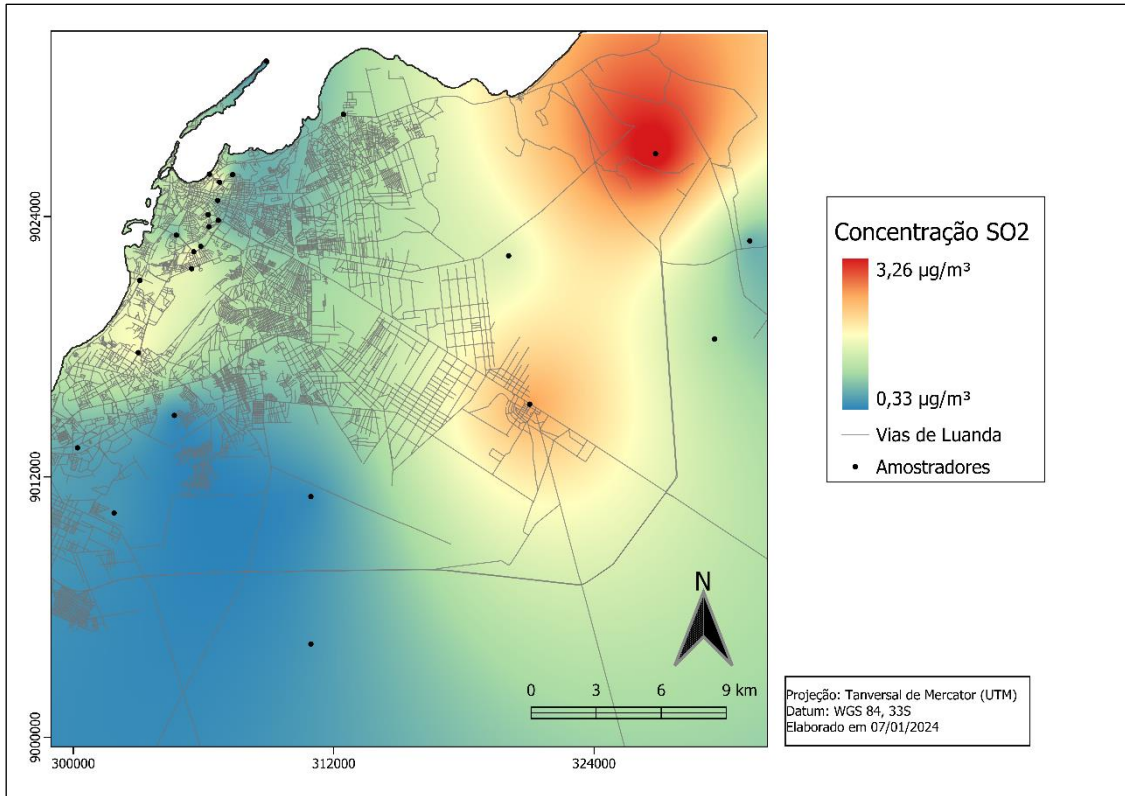 9024000
9012000
9000000
300000
312000
324000
N
0 3 6 9 km
Concentração SO2
3,26 µg/m³
0,33 µg/m³
Vias de Luanda
Amostradores
Projeção: Tanversal de Mercator (UTM)
Datum: WGS 84, 33S
Elaborado em 07/01/2024